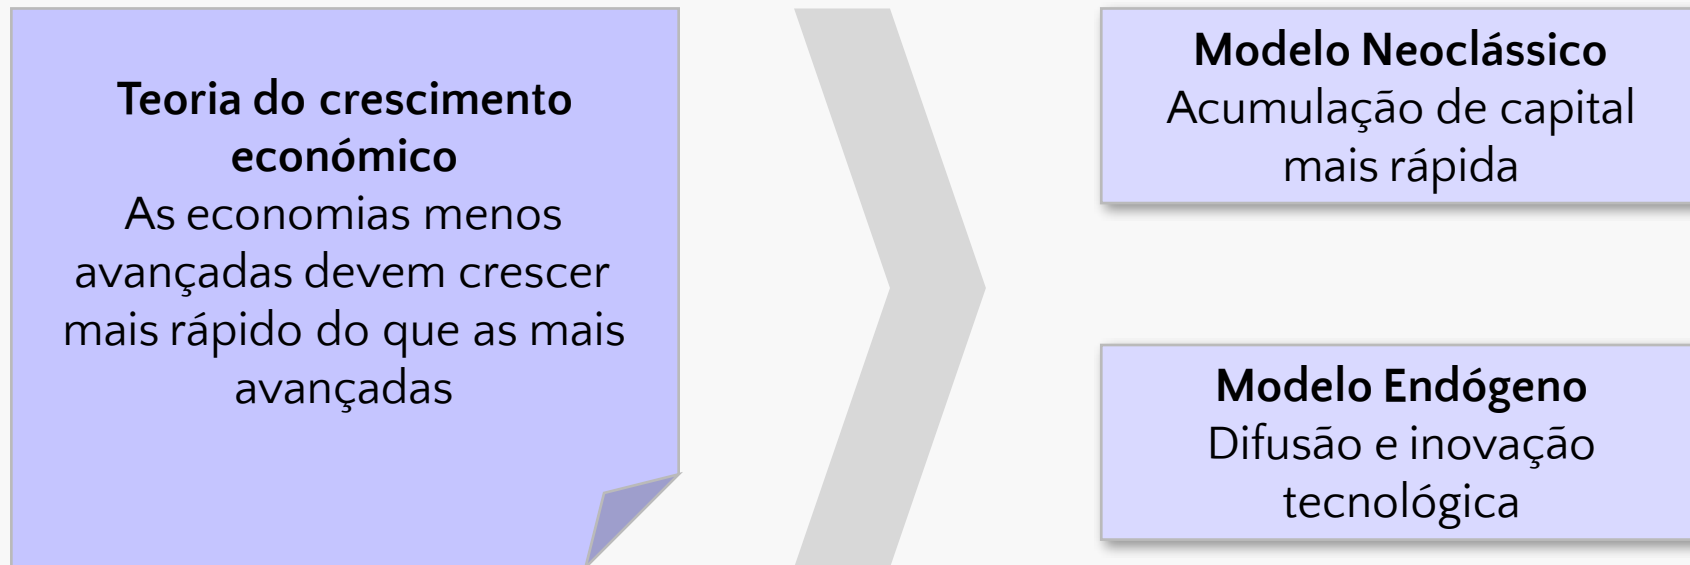 Teoria do crescimento
económico
As economias menos
avançadas devem crescer
mais rápido do que as mais
avançadas
Modelo Neoclássico
Acumulação de capital
mais rápida
Modelo Endógeno
Difusão e inovação
tecnológica